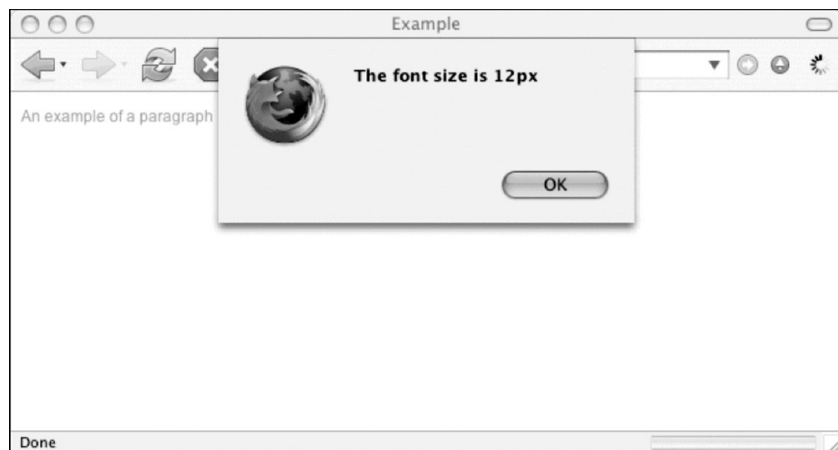 Example
The font size is 12px
An example of a paragraph
OK
Done